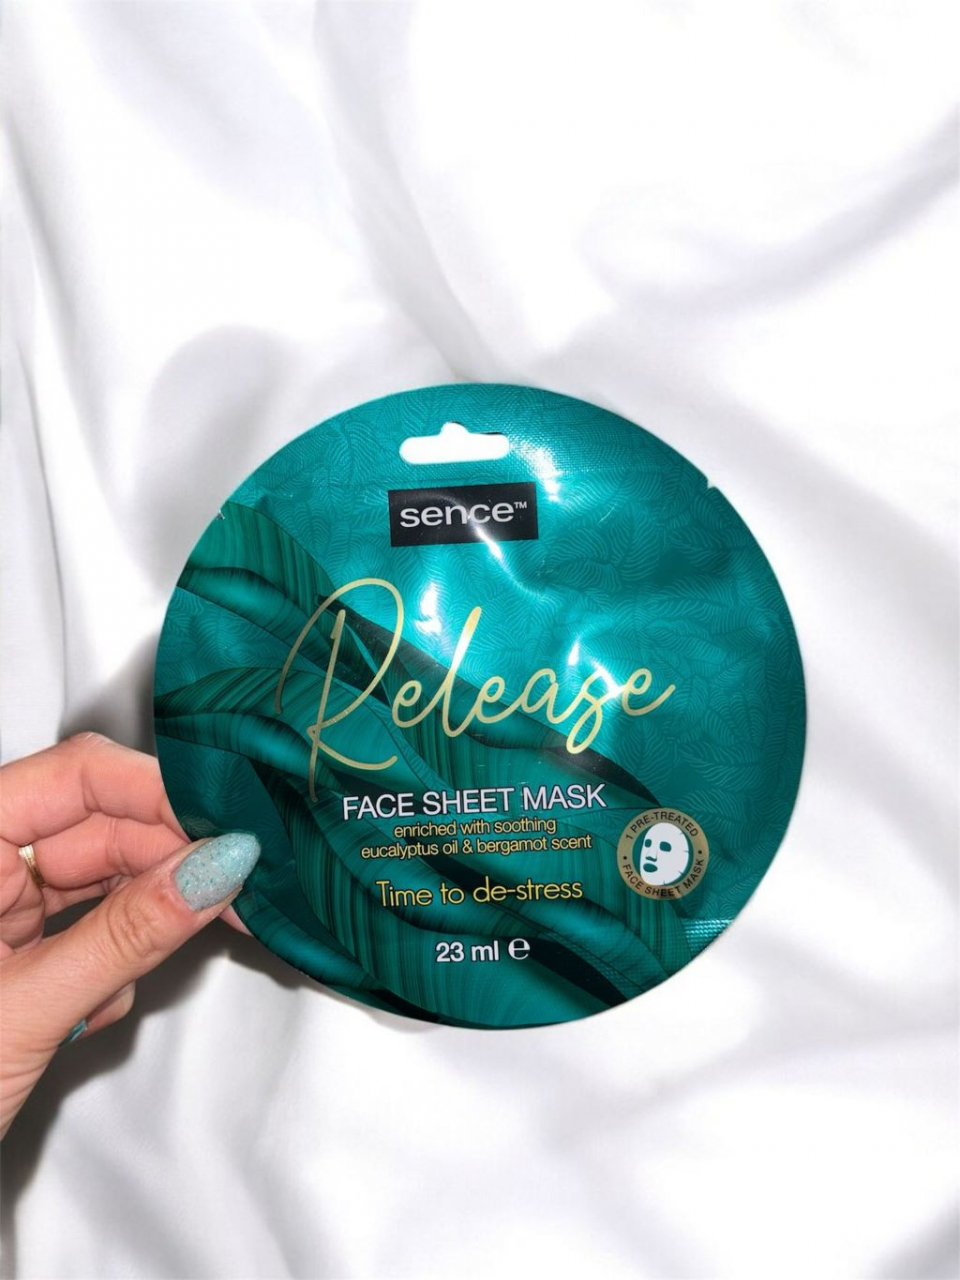 sence™
Release
FACE SHEET MASK
enriched with soothing
eucalyptus oil & bergamot scent
Time to de-stress
23 ml ℮
1 PRE-TREATED
• FACE SHEET MASK •